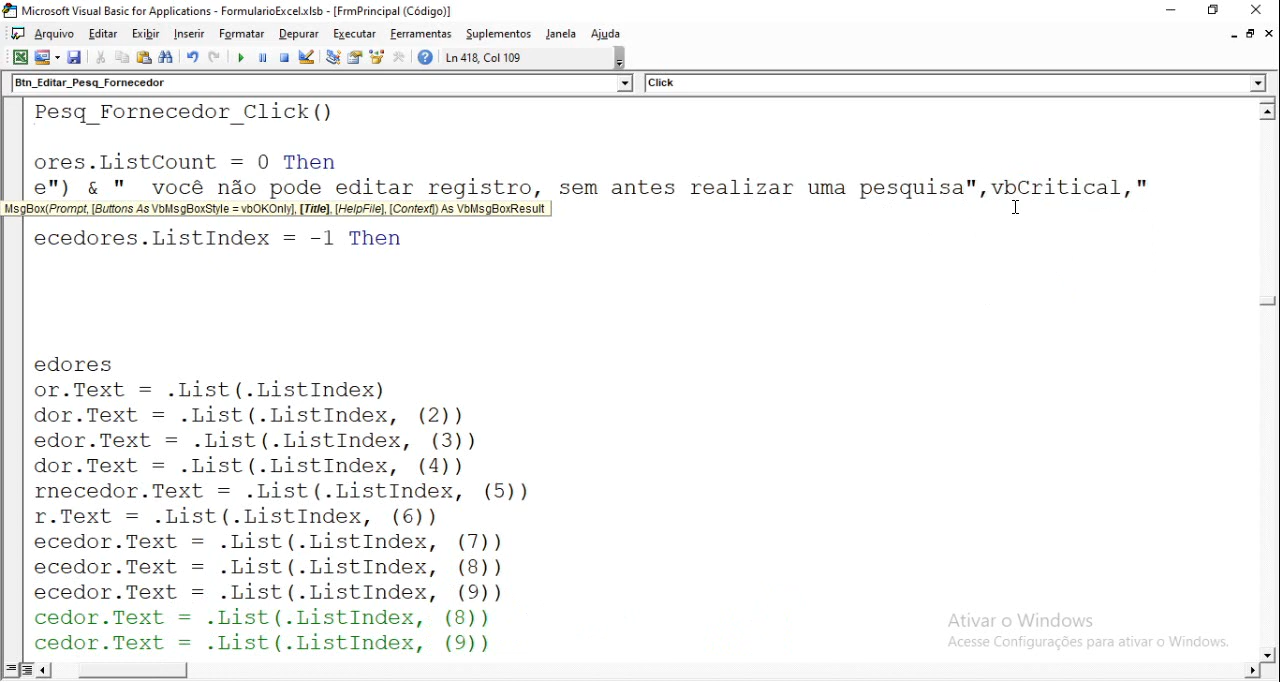 Microsoft Visual Basic for Applications - FormularioExcel.xlsb - [FrmPrincipal (Código)]
Arquivo Editar Exibir Inserir Formatar Depurar Executar Ferramentas Suplementos Janela Ajuda
Ln 418, Col 109
Btn_Editar_Pesq_Fornecedor Click
Pesq_Fornecedor_Click()
ores.ListCount = 0 Then
e") & "  você não pode editar registro, sem antes realizar uma pesquisa",vbCritical,"
MsgBox(Prompt, [Buttons As VbMsgBoxStyle = vbOKOnly], [Title], [HelpFile], [Context]) As VbMsgBoxResult
ecedores.ListIndex = -1 Then
edores
or.Text = .List(.ListIndex)
dor.Text = .List(.ListIndex, (2))
edor.Text = .List(.ListIndex, (3))
dor.Text = .List(.ListIndex, (4))
rnecedor.Text = .List(.ListIndex, (5))
r.Text = .List(.ListIndex, (6))
ecedor.Text = .List(.ListIndex, (7))
ecedor.Text = .List(.ListIndex, (8))
ecedor.Text = .List(.ListIndex, (9))
cedor.Text = .List(.ListIndex, (8))
cedor.Text = .List(.ListIndex, (9))
Ativar o Windows
Acesse Configurações para ativar o Windows.